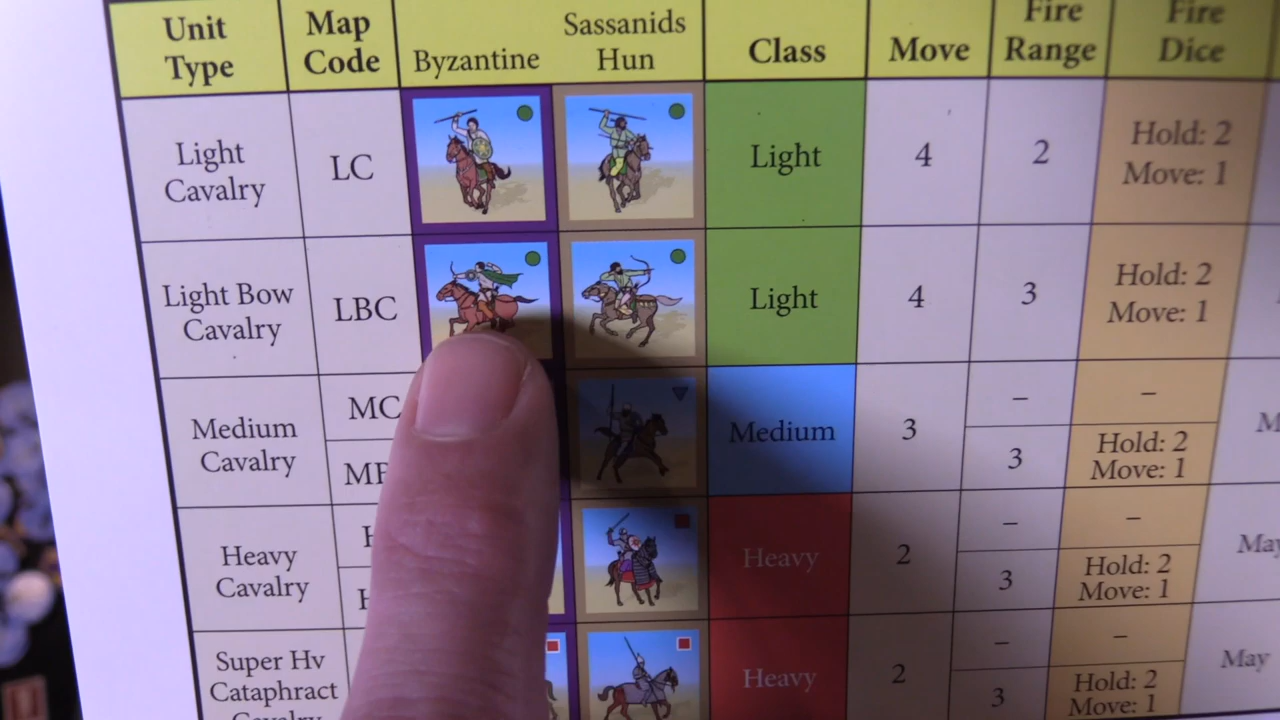 Unit Type
Map Code
Byzantine
Sassanids
Hun
Class
Move
Fire
Range
Fire
Dice
Light
Cavalry
LC
Light
4
2
Hold: 2
Move: 1
Light Bow
Cavalry
LBC
Light
4
3
Hold: 2
Move: 1
Medium
Cavalry
MC
Medium
3
–
–
3
Hold: 2
Move: 1
Heavy
Cavalry
Heavy
2
–
–
3
Hold: 2
Move: 1
May
Super Hv
Cataphract
Cavalry
Heavy
2
–
–
3
Hold: 2
Move: 1
May